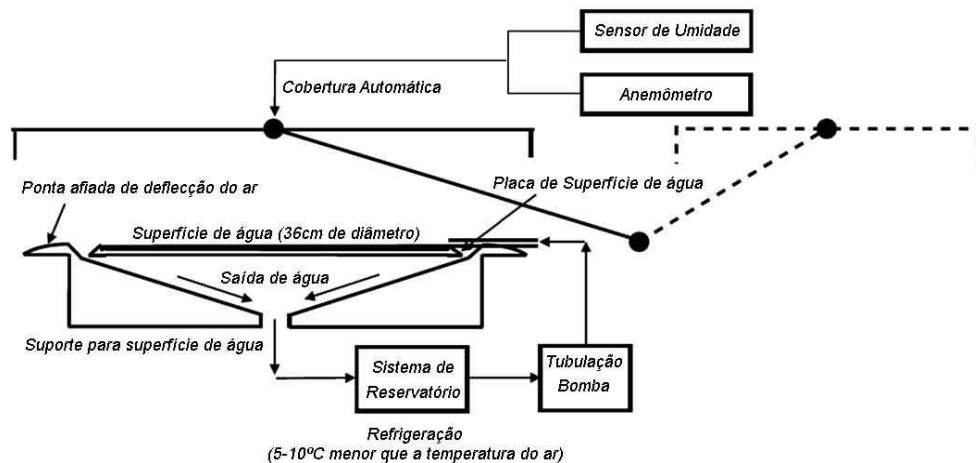 Sensor de Umidade
Cobertura Automática
Anemômetro
Ponta afiada de deflecção do ar
Placa de Superfície de água
Superfície de água (36cm de diâmetro)
Saída de água
Suporte para superfície de água
Sistema de
Reservatório
Tubulação
Bomba
Refrigeração
(5-10ºC menor que a temperatura do ar)